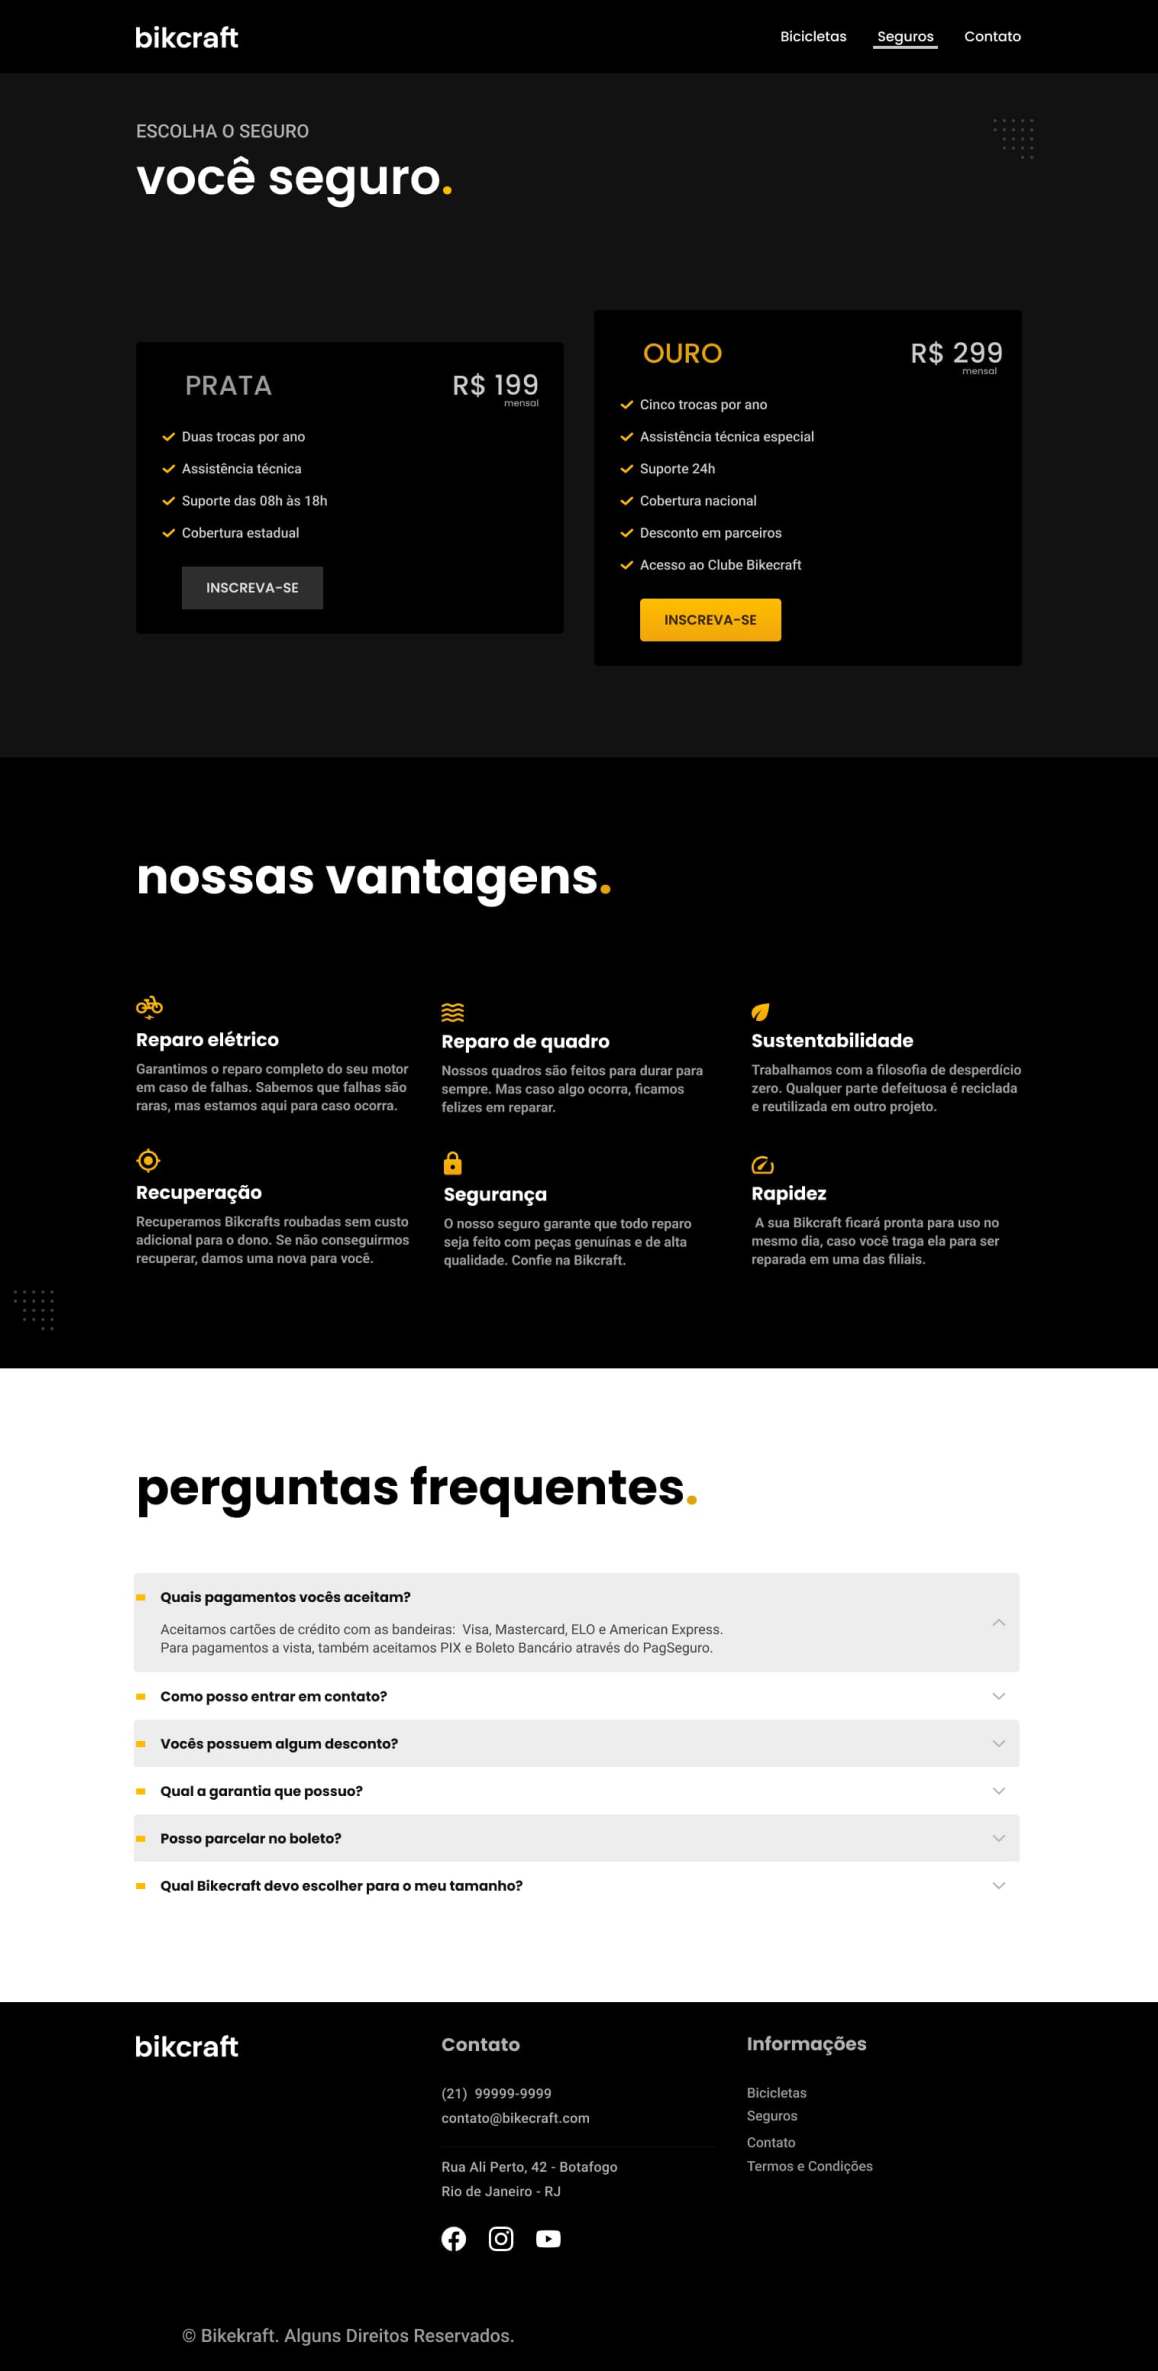 bikcraft
Bicicletas
Seguros
Contato
ESCOLHA O SEGURO
você seguro.
PRATA
R$ 199
mensal
Duas trocas por ano
Assistência técnica
Suporte das 08h às 18h
Cobertura estadual
INSCREVA-SE
OURO
R$ 299
mensal
Cinco trocas por ano
Assistência técnica especial
Suporte 24h
Cobertura nacional
Desconto em parceiros
Acesso ao Clube Bikecraft
INSCREVA-SE
nossas vantagens.
Reparo elétrico
Garantimos o reparo completo do seu motor
em caso de falhas. Sabemos que falhas são
raras, mas estamos aqui para caso ocorra.
Reparo de quadro
Nossos quadros são feitos para durar para
sempre. Mas caso algo ocorra, ficamos
felizes em reparar.
Sustentabilidade
Trabalhamos com a filosofia de desperdício
zero. Qualquer parte defeituosa é reciclada
e reutilizada em outro projeto.
Recuperação
Recuperamos Bikcrafts roubadas sem custo
adicional para o dono. Se não conseguirmos
recuperar, damos uma nova para você.
Segurança
O nosso seguro garante que todo reparo
seja feito com peças genuínas e de alta
qualidade. Confie na Bikcraft.
Rapidez
A sua Bikcraft ficará pronta para uso no
mesmo dia, caso você traga ela para ser
reparada em uma das filiais.
perguntas frequentes.
Quais pagamentos vocês aceitam?
Aceitamos cartões de crédito com as bandeiras: Visa, Mastercard, ELO e American Express.
Para pagamentos a vista, também aceitamos PIX e Boleto Bancário através do PagSeguro.
Como posso entrar em contato?
Vocês possuem algum desconto?
Qual a garantia que possuo?
Posso parcelar no boleto?
Qual Bikecraft devo escolher para o meu tamanho?
bikcraft
Contato
(21) 99999-9999
contato@bikecraft.com
Rua Ali Perto, 42 - Botafogo
Rio de Janeiro - RJ
Informações
Bicicletas
Seguros
Contato
Termos e Condições
© Bikekraft. Alguns Direitos Reservados.